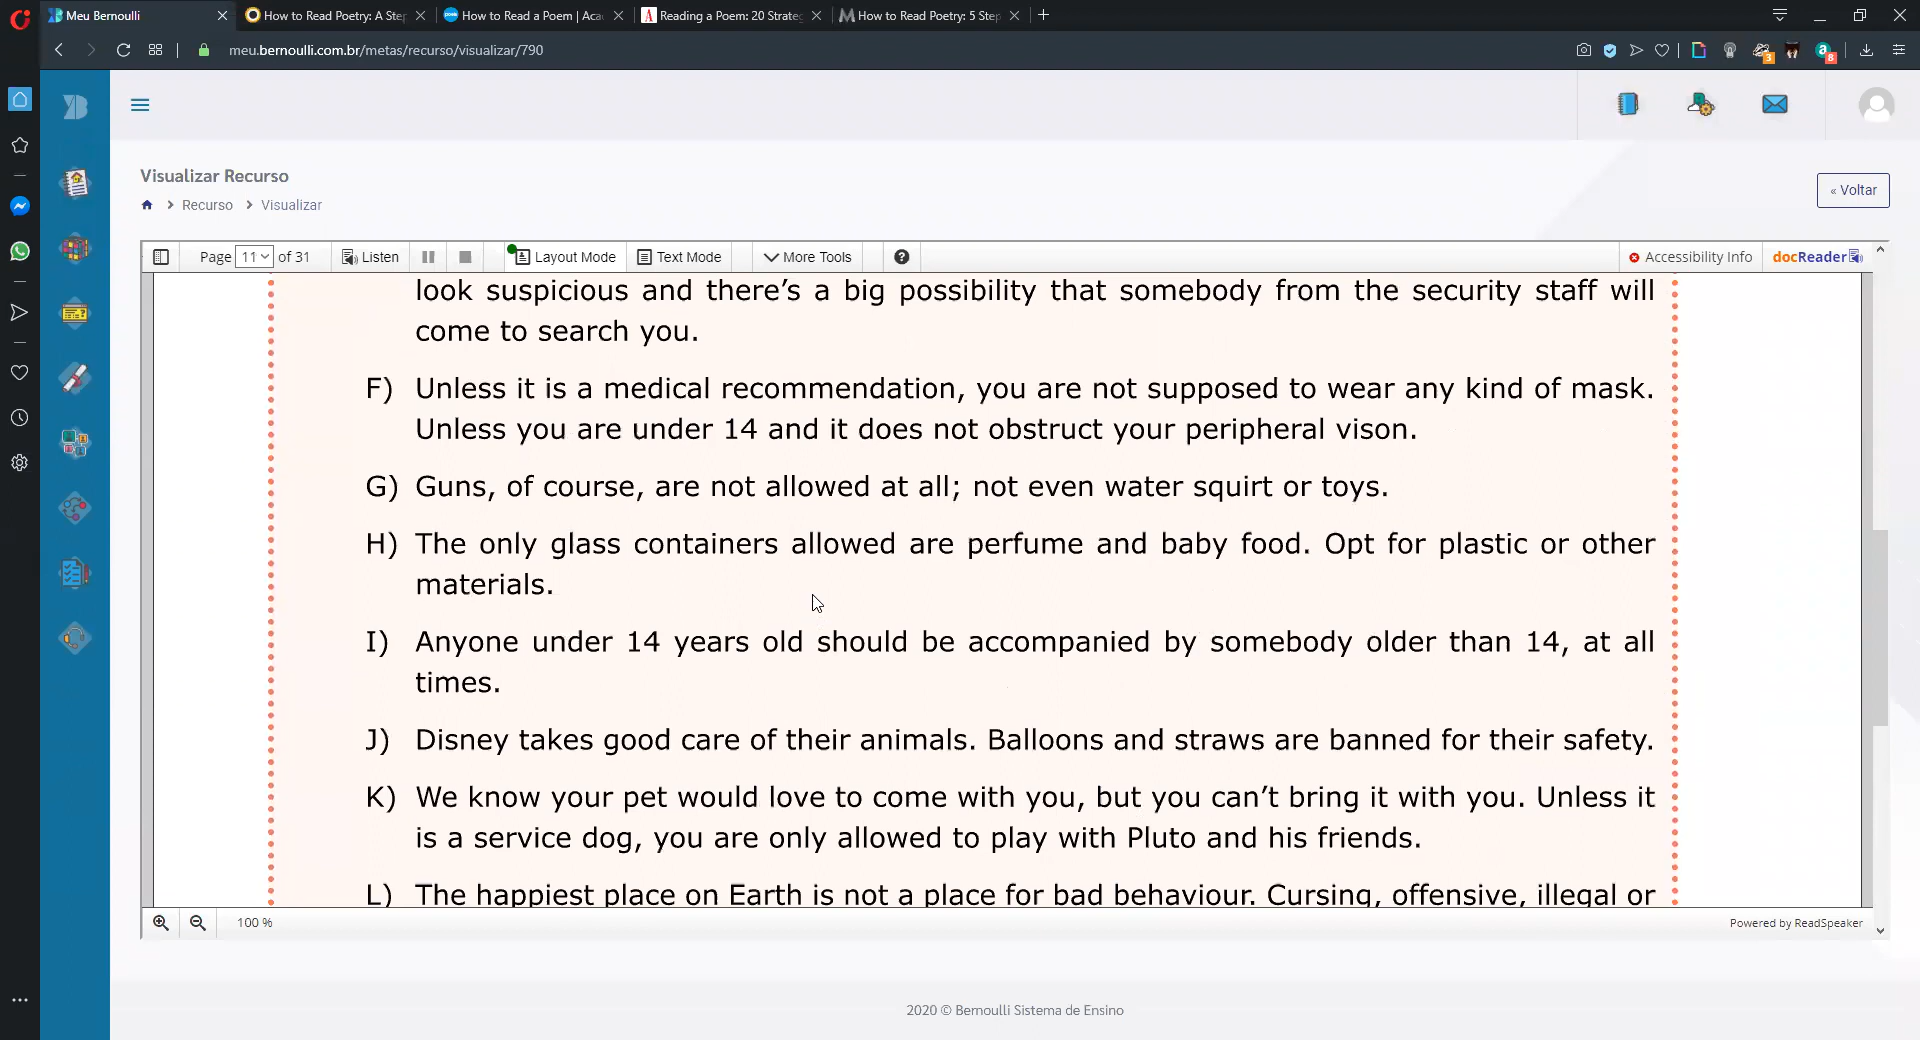 Meu Bernoulli
How to Read Poetry: A Step
How to Read a Poem | Aca
Reading a Poem: 20 Strate
How to Read Poetry: 5 Step
meu.bernoulli.com.br/metas/recurso/visualizar/790
3
8
Visualizar Recurso
Recurso
Visualizar
« Voltar
Page 11 of 31
Listen
Layout Mode
Text Mode
More Tools
Accessibility Info
docReader
look suspicious and there's a big possibility that somebody from the security staff will
come to search you.
F) Unless it is a medical recommendation, you are not supposed to wear any kind of mask.
Unless you are under 14 and it does not obstruct your peripheral vison.
G) Guns, of course, are not allowed at all; not even water squirt or toys.
H) The only glass containers allowed are perfume and baby food. Opt for plastic or other
materials.
I) Anyone under 14 years old should be accompanied by somebody older than 14, at all
times.
J) Disney takes good care of their animals. Balloons and straws are banned for their safety.
K) We know your pet would love to come with you, but you can't bring it with you. Unless it
is a service dog, you are only allowed to play with Pluto and his friends.
L) The happiest place on Earth is not a place for bad behaviour. Cursing, offensive, illegal or
100 %
Powered by ReadSpeaker
2020 © Bernoulli Sistema de Ensino